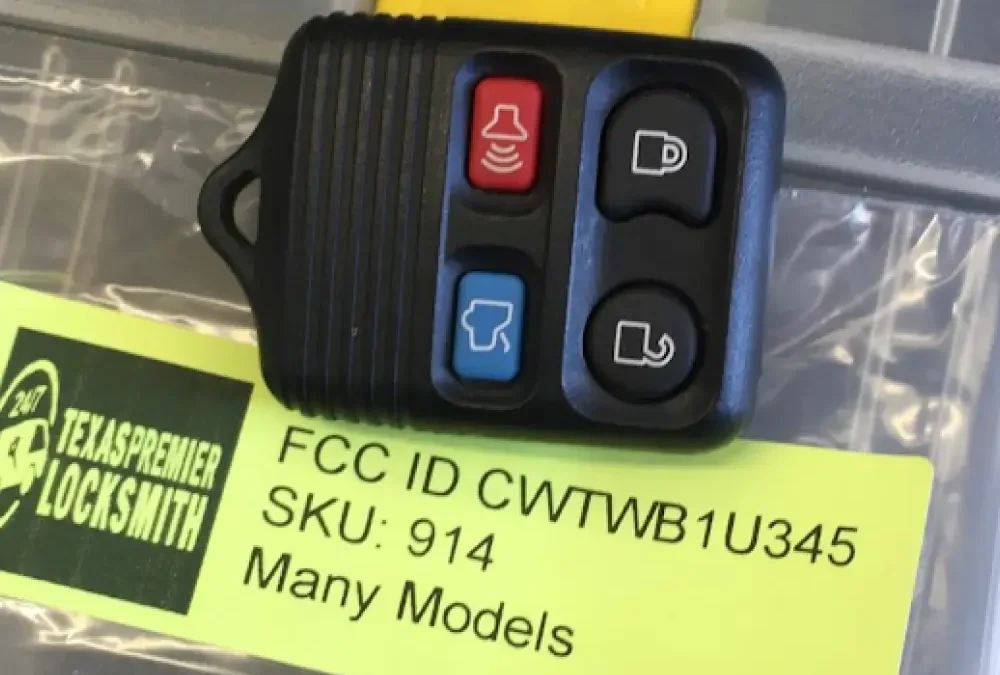 24/7
TEXASPREMIER
LOCKSMITH
FCC ID CWTWB1U345
SKU: 914
Many Models